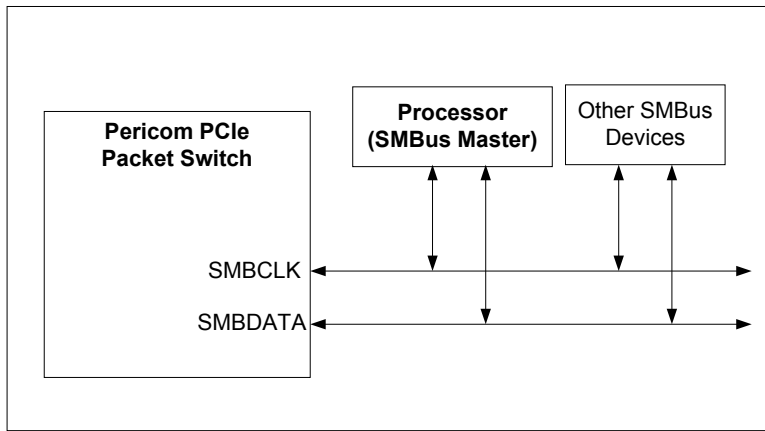 Pericom PCIe
Packet Switch
Processor
(SMBus Master)
Other SMBus
Devices
SMBCLK
SMBDATA